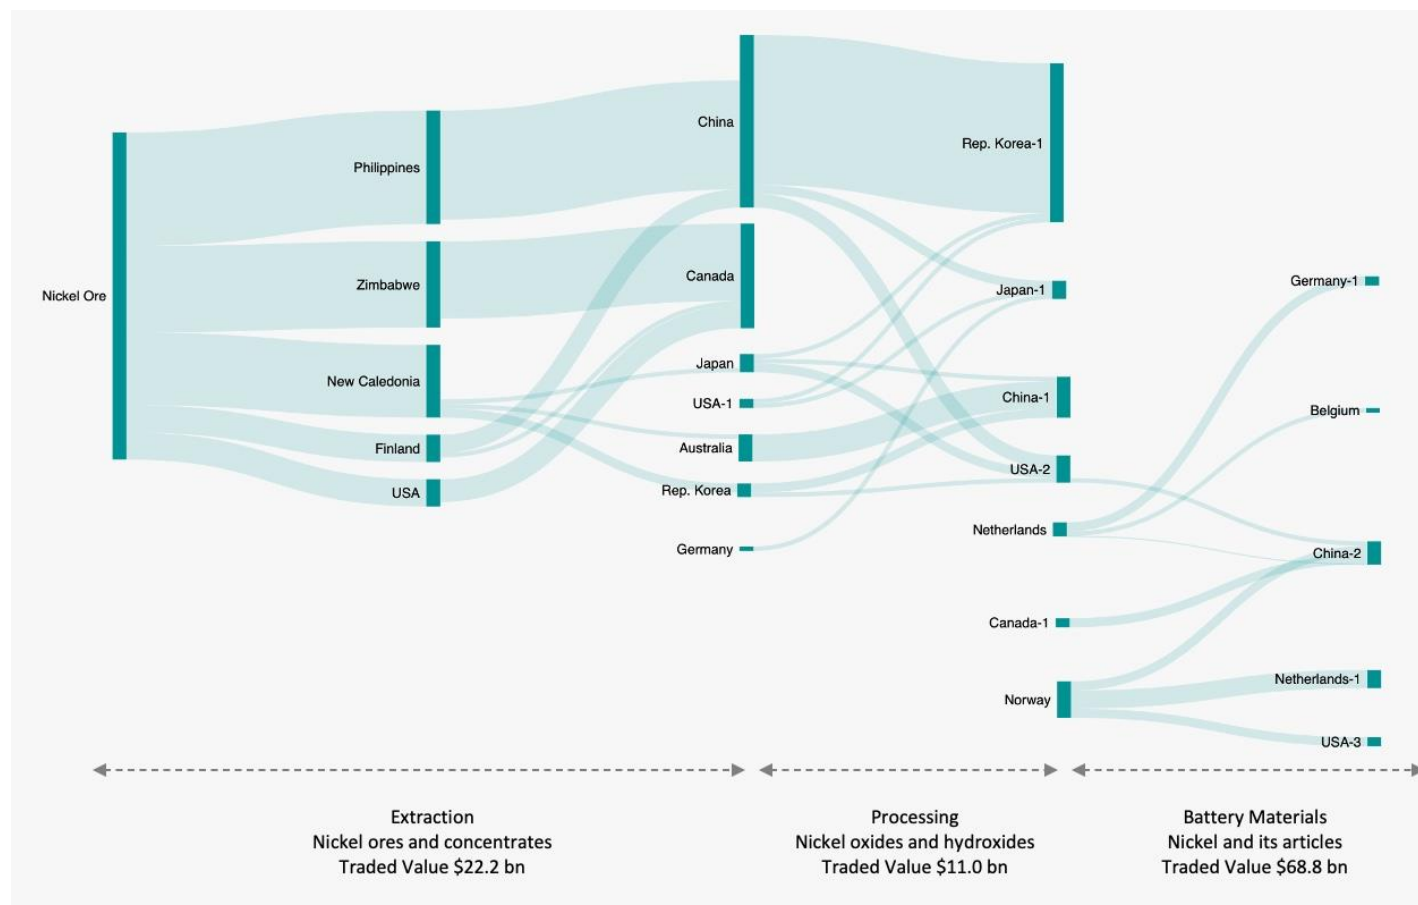 Nickel Ore
Philippines
Zimbabwe
New Caledonia
Finland
USA
China
Canada
Japan
USA-1
Australia
Rep. Korea
Germany
Rep. Korea-1
Japan-1
China-1
USA-2
Netherlands
Canada-1
Norway
Germany-1
Belgium
China-2
Netherlands-1
USA-3
Extraction
Nickel ores and concentrates
Traded Value $22.2 bn
Processing
Nickel oxides and hydroxides
Traded Value $11.0 bn
Battery Materials
Nickel and its articles
Traded Value $68.8 bn